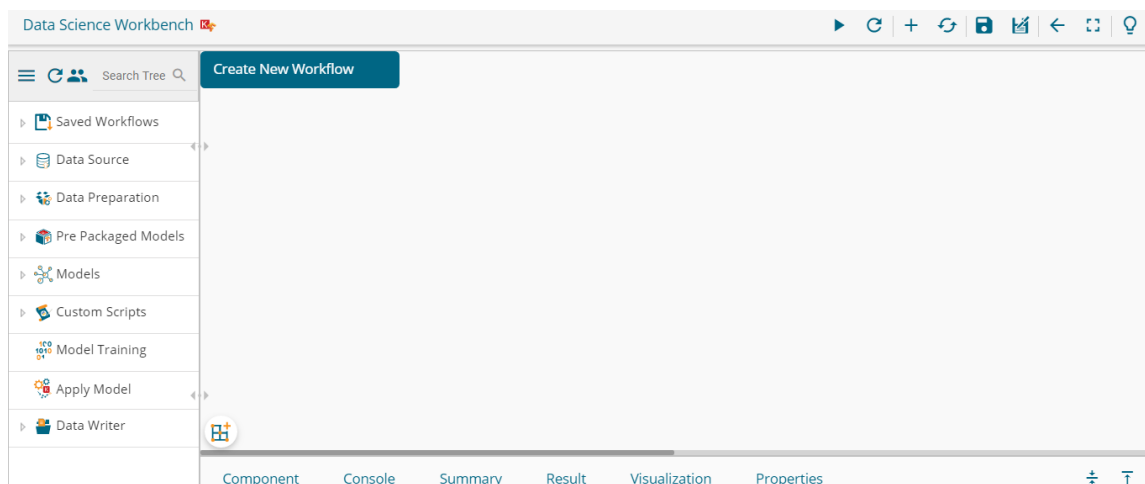 Data Science Workbench
Search Tree
Create New Workflow
Saved Workflows
Data Source
Data Preparation
Pre Packaged Models
Models
Custom Scripts
Model Training
Apply Model
Data Writer
Component Console Summary Result Visualization Properties